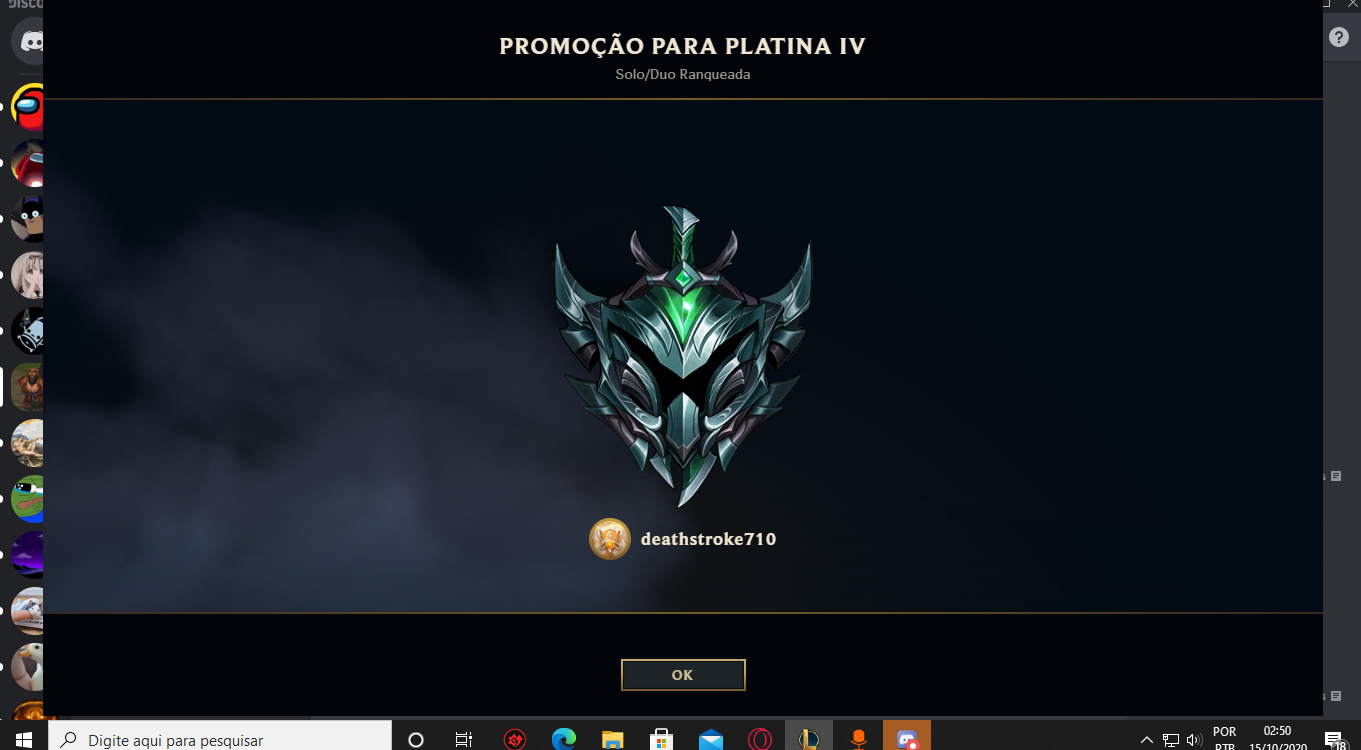 PROMOÇÃO PARA PLATINA IV
Solo/Duo Ranqueada
deathstroke710
OK
Digite aqui para pesquisar
POR
02:50
PTB
15/10/2020
18